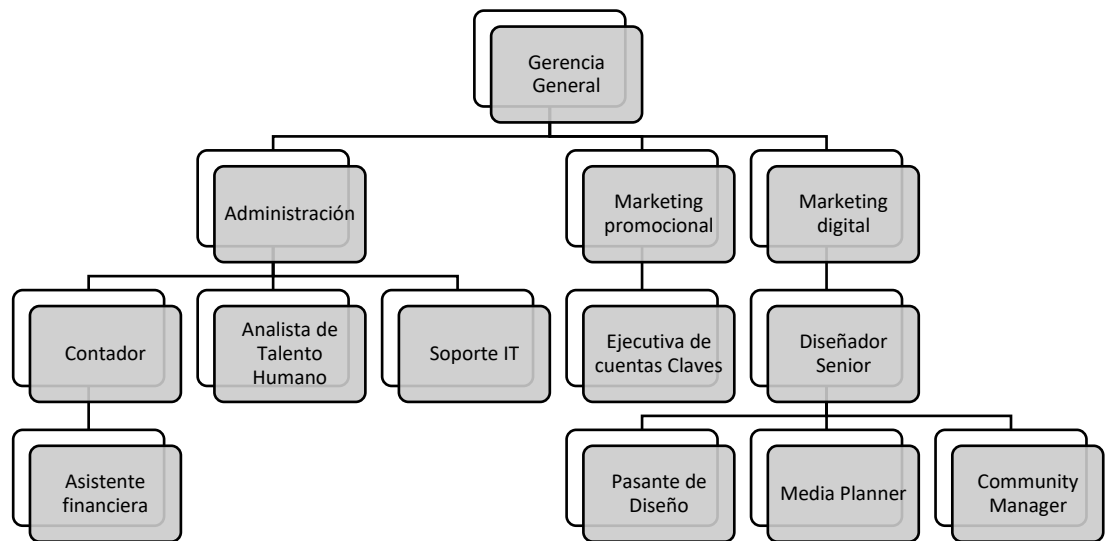 Gerencia
General
Administración
Marketing
promocional
Marketing
digital
Contador
Analista de
Talento
Humano
Soporte IT
Ejecutiva de
cuentas Claves
Diseñador
Senior
Asistente
financiera
Pasante de
Diseño
Media Planner
Community
Manager